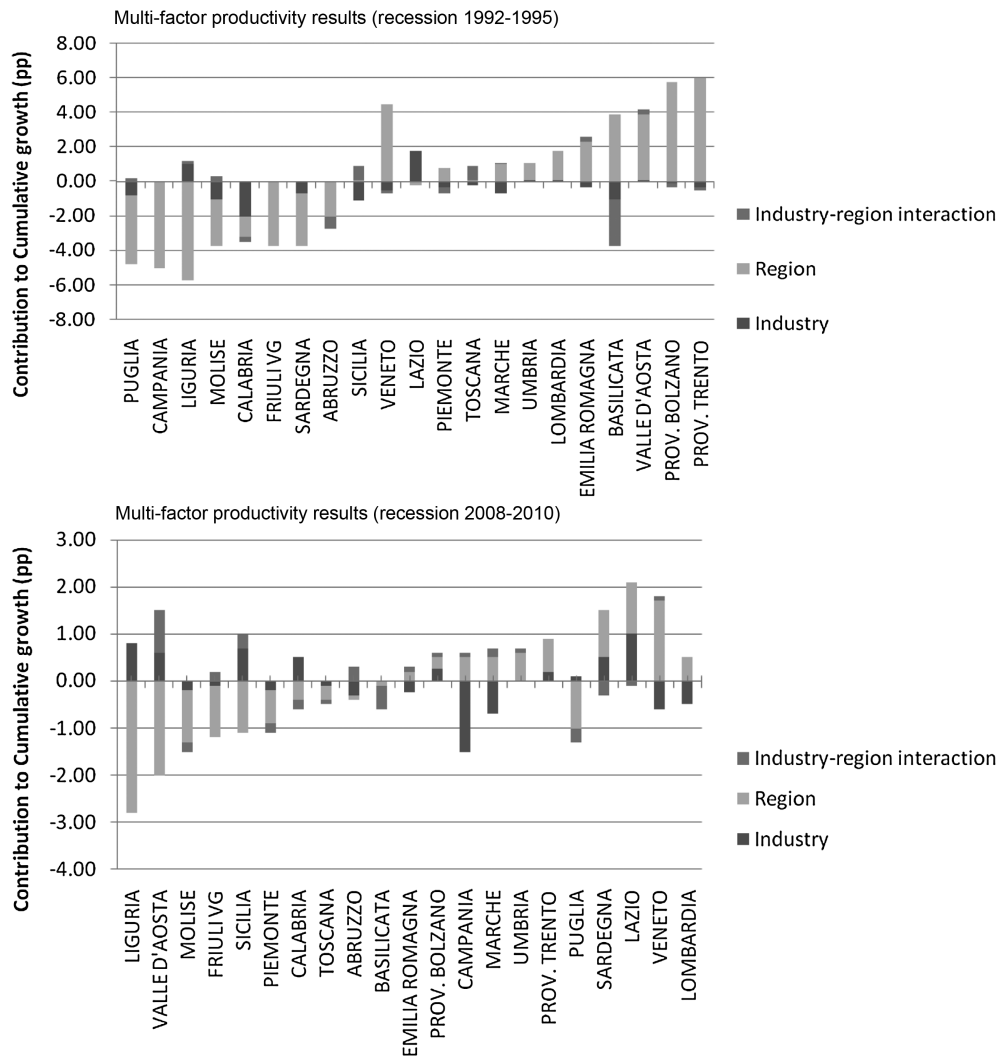 Multi-factor productivity results (recession 1992-1995)
Contribution to Cumulative growth (pp)
8.00
6.00
4.00
2.00
0.00
-2.00
-4.00
-6.00
-8.00
PUGLIA
CAMPANIA
LIGURIA
MOLISE
CALABRIA
FRIULI VG
SARDEGNA
ABRUZZO
SICILIA
VENETO
LAZIO
PIEMONTE
TOSCANA
MARCHE
UMBRIA
LOMBARDIA
EMILIA ROMAGNA
BASILICATA
VALLE D'AOSTA
PROV. BOLZANO
PROV. TRENTO
Industry-region interaction
Region
Industry
Multi-factor productivity results (recession 2008-2010)
Contribution to Cumulative growth (pp)
3.00
2.00
1.00
0.00
-1.00
-2.00
-3.00
-4.00
LIGURIA
VALLE D'AOSTA
MOLISE
FRIULI VG
SICILIA
PIEMONTE
CALABRIA
TOSCANA
ABRUZZO
BASILICATA
EMILIA ROMAGNA
PROV. BOLZANO
CAMPANIA
MARCHE
UMBRIA
PROV. TRENTO
PUGLIA
SARDEGNA
LAZIO
VENETO
LOMBARDIA
Industry-region interaction
Region
Industry